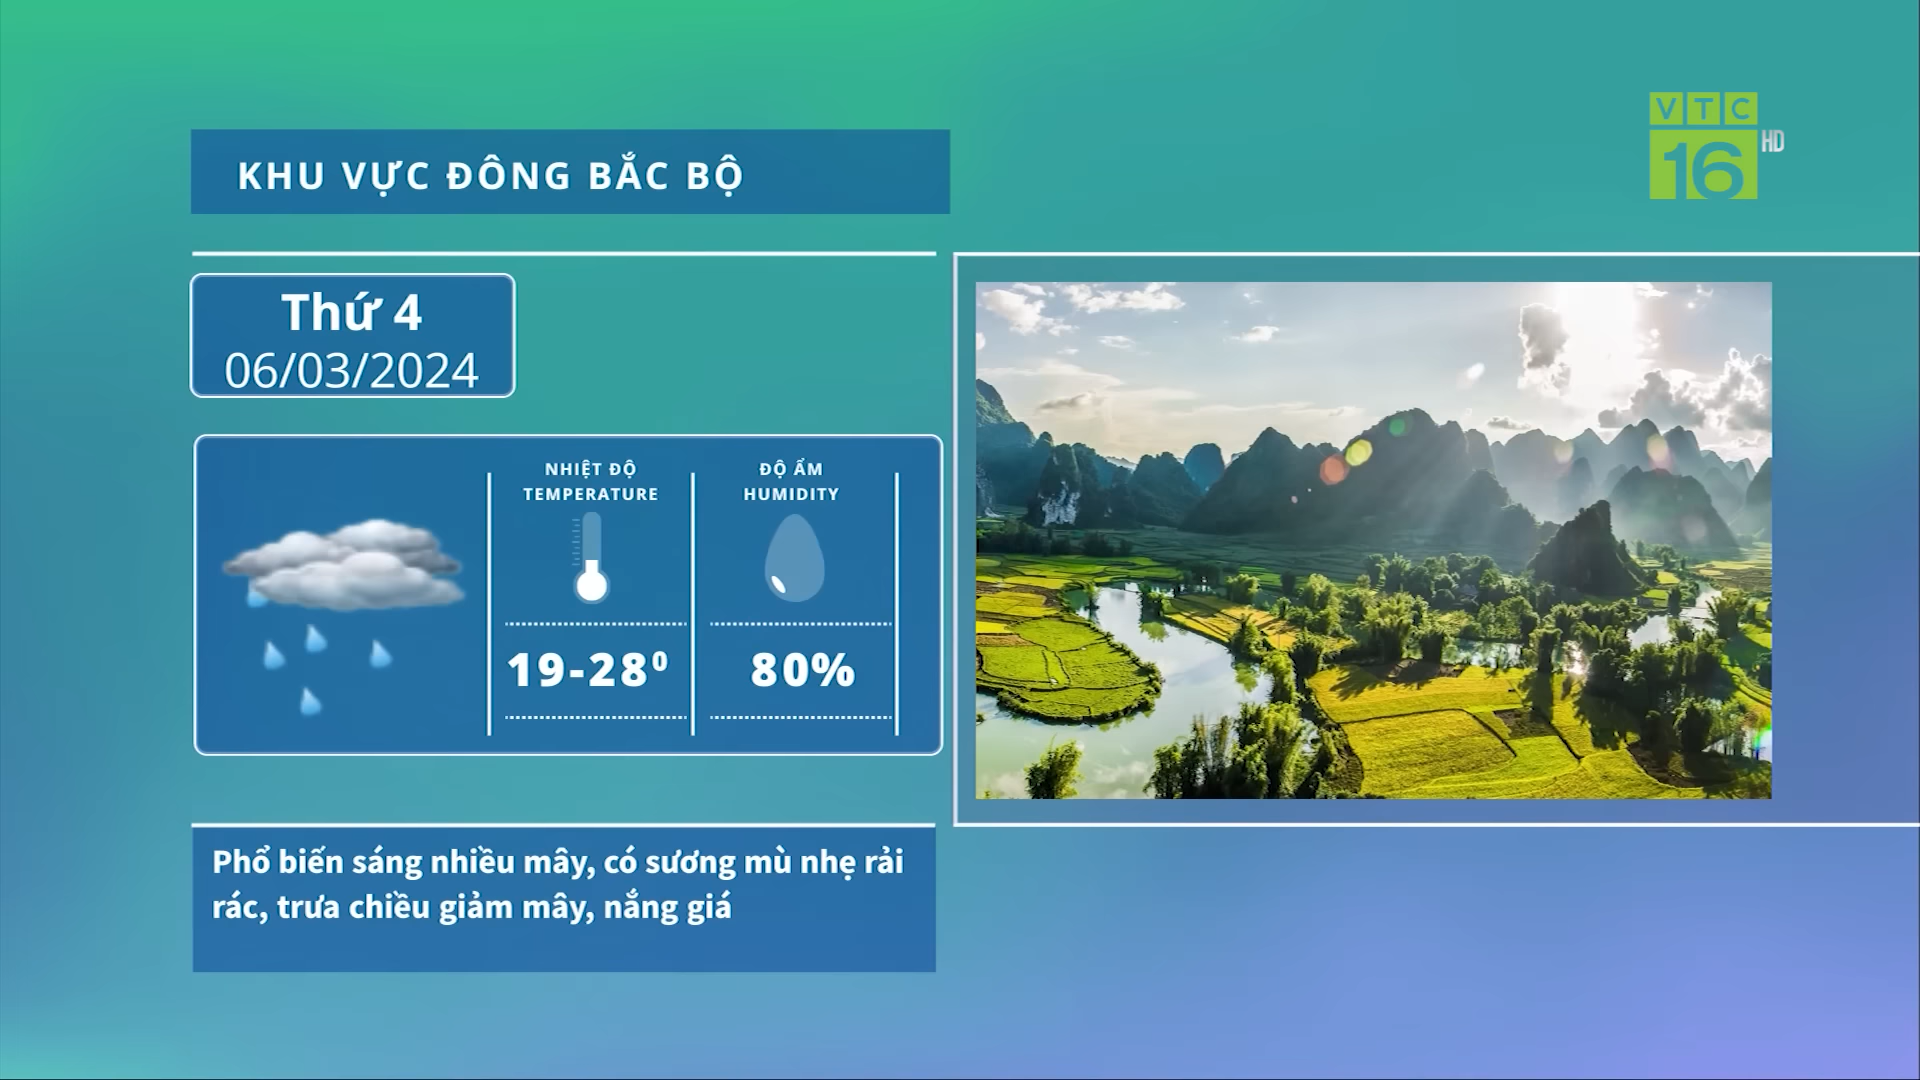 VTC
16 HD
KHU VỰC ĐÔNG BẮC BỘ
Thứ 4
06/03/2024
NHIỆT ĐỘ
TEMPERATURE
19-28⁰
ĐỘ ẨM
HUMIDITY
80%
Phổ biến sáng nhiều mây, có sương mù nhẹ rải
rác, trưa chiều giảm mây, nắng giá